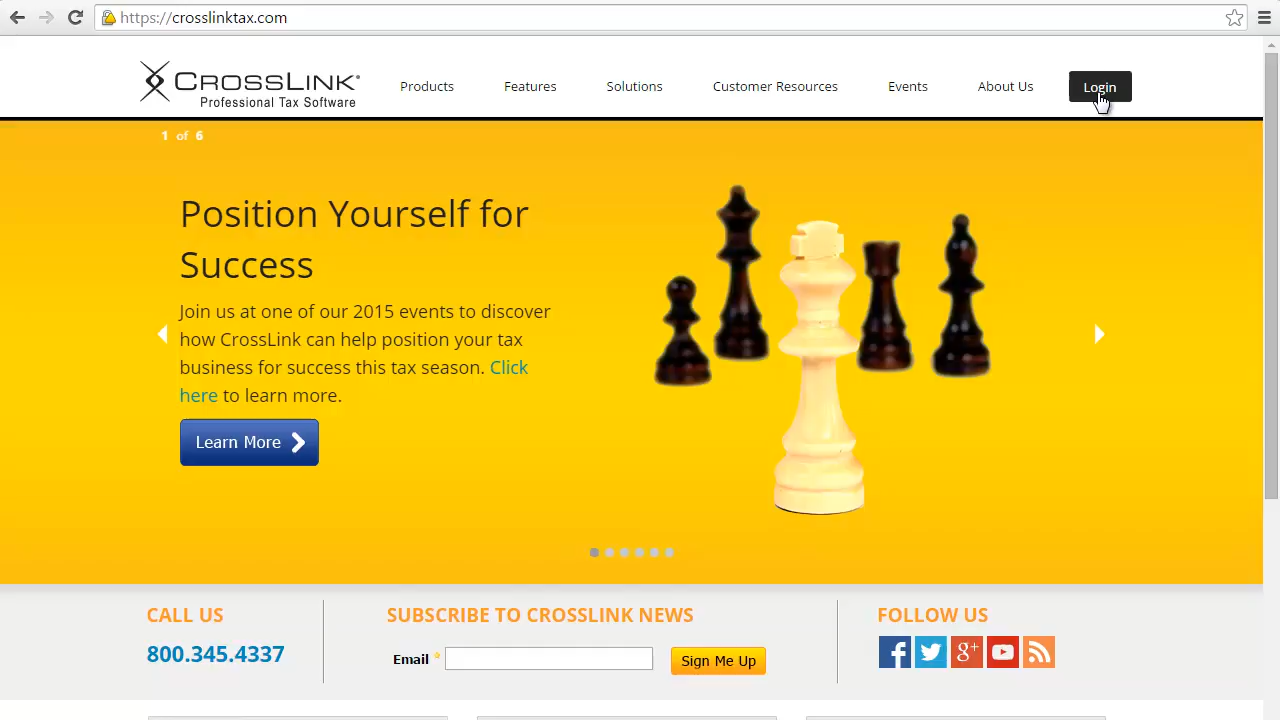 https://crosslinktax.com
CROSSLINK®
Professional Tax Software
Products Features Solutions Customer Resources Events About Us Login
1 of 6
Position Yourself for
Success
Join us at one of our 2015 events to discover
how CrossLink can help position your tax
business for success this tax season. Click
here to learn more.
Learn More
CALL US
800.345.4337
SUBSCRIBE TO CROSSLINK NEWS
Email *
Sign Me Up
FOLLOW US